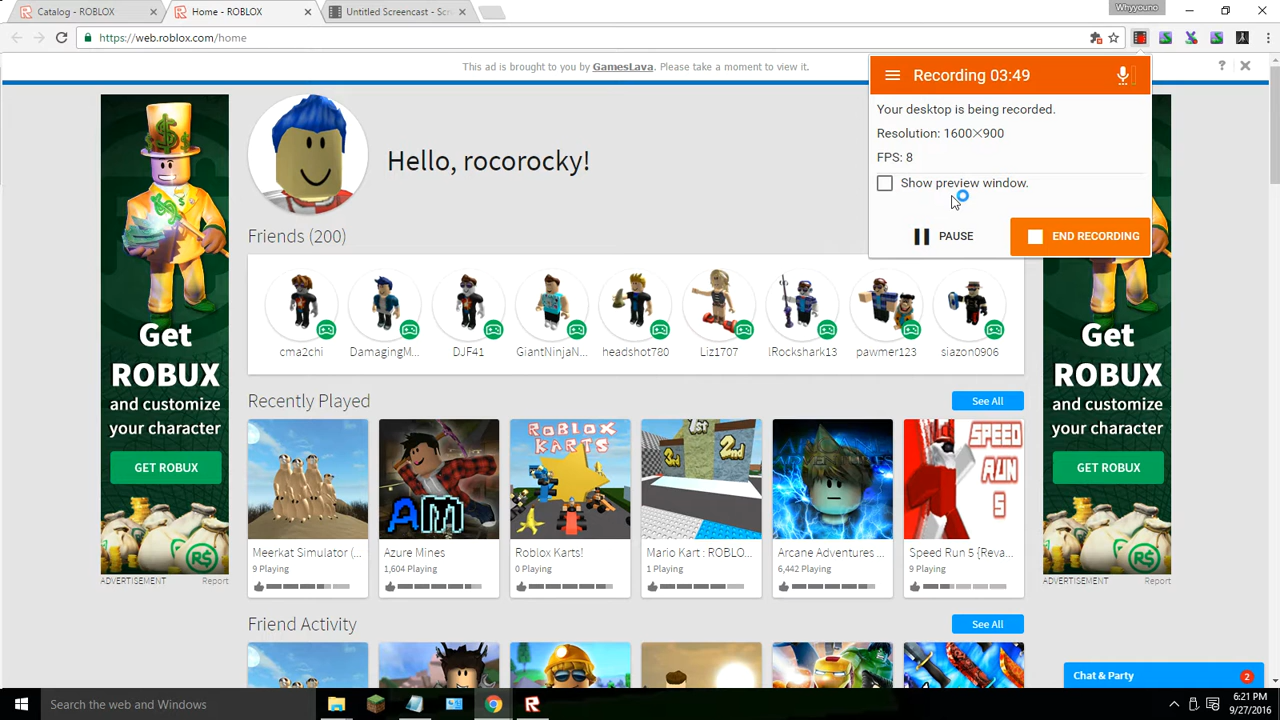 Catalog - ROBLOX
Home - ROBLOX
Untitled Screencast - Scr
Whyyouno
https://web.roblox.com/home
This ad is brought to you by GamesLava. Please take a moment to view it.
Recording 03:49
Your desktop is being recorded.
Resolution: 1600×900
FPS: 8
Show preview window.
PAUSE
END RECORDING
Hello, rocorocky!
Friends (200)
cma2chi
DamagingM...
DJF41
GiantNinjaN...
headshot780
Liz1707
lRockshark13
pawmer123
siazon0906
Get
ROBUX
and customize
your character
GET ROBUX
ADVERTISEMENT
Report
Get
ROBUX
and customize
your character
GET ROBUX
ADVERTISEMENT
Report
Recently Played
See All
AM
ROBLOX
KARTS
1st
2nd
3rd
SPEED
RUN
5
Meerkat Simulator (...
Azure Mines
Roblox Karts!
Mario Kart : ROBLO...
Arcane Adventures ...
Speed Run 5 {Reva...
9 Playing
1,604 Playing
0 Playing
1 Playing
6,442 Playing
9 Playing
Friend Activity
See All
Chat & Party
2
Search the web and Windows
6:21 PM
9/27/2016